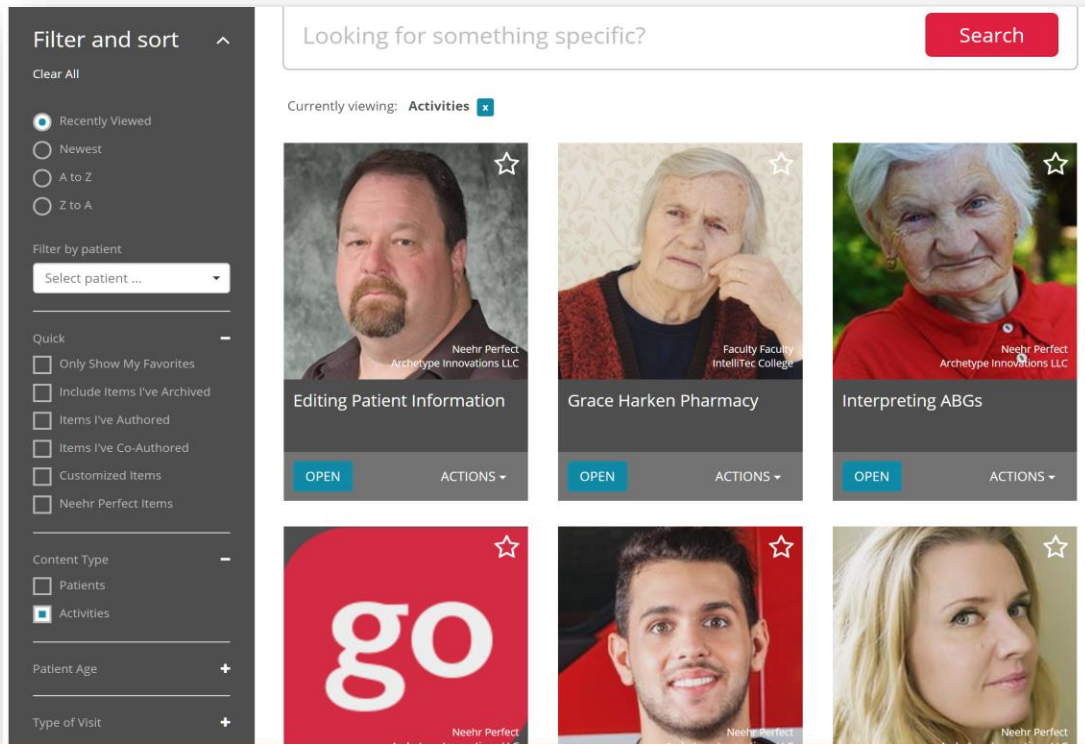 Filter and sort
Clear All
Recently Viewed
Newest
A to Z
Z to A
Filter by patient
Select patient ...
Quick
Only Show My Favorites
Include Items I've Archived
Items I've Authored
Items I've Co-Authored
Customized Items
Neehr Perfect Items
Content Type
Patients
Activities
Patient Age
Type of Visit
Looking for something specific?
Search
Currently viewing: Activities x
Neehr Perfect
Archetype Innovations LLC
Editing Patient Information
OPEN ACTIONS
Faculty Faculty
IntelliTec College
Grace Harken Pharmacy
OPEN ACTIONS
Neehr Perfect
Archetype Innovations LLC
Interpreting ABGs
OPEN ACTIONS
go
Neehr Perfect
Neehr Perfect
Neehr Perfect